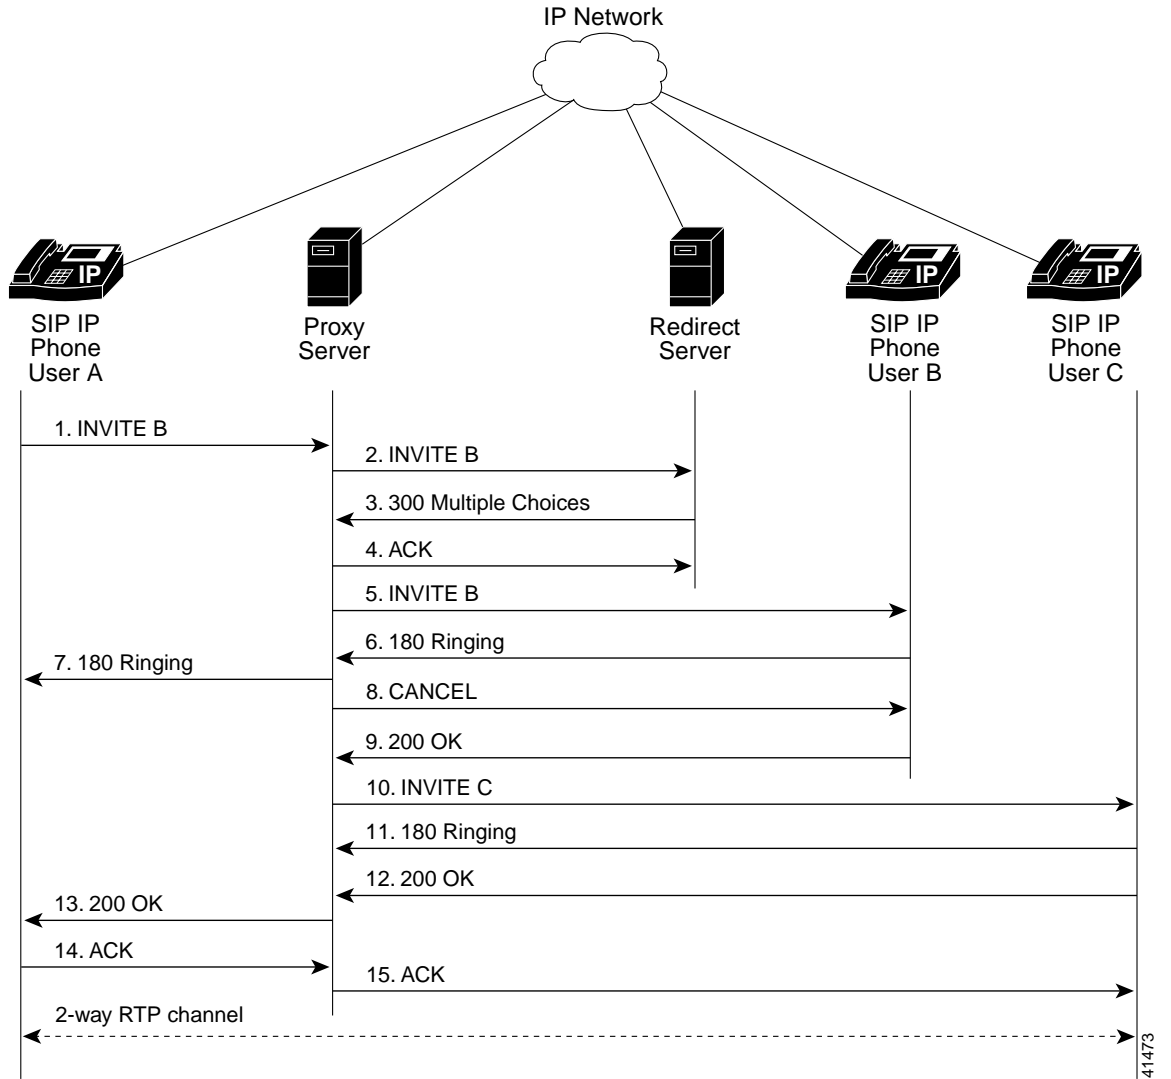 IP Network
IP
IP
IP
SIP IP
Phone
User A
Proxy
Server
Redirect
Server
SIP IP
Phone
User B
SIP IP
Phone
User C
1. INVITE B
2. INVITE B
3. 300 Multiple Choices
4. ACK
5. INVITE B
6. 180 Ringing
7. 180 Ringing
8. CANCEL
9. 200 OK
10. INVITE C
11. 180 Ringing
12. 200 OK
13. 200 OK
14. ACK
15. ACK
2-way RTP channel
41473